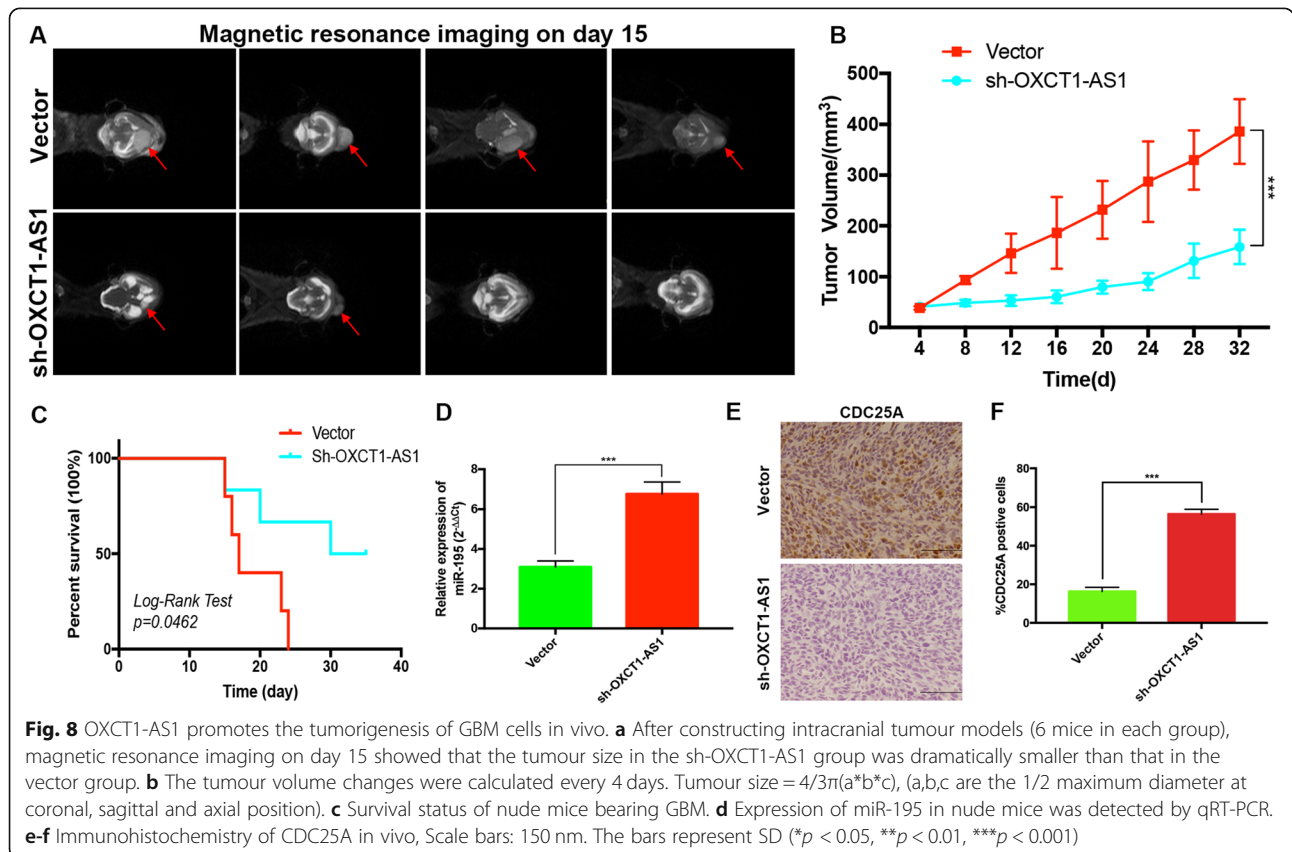 A
Magnetic resonance imaging on day 15
Vector
sh-OXCT1-AS1
B
Vector
sh-OXCT1-AS1
500
400
300
200
100
0
Tumor Volume/(mm³)
4 8 12 16 20 24 28 32
Time(d)
***
C
Vector
Sh-OXCT1-AS1
100
50
0
Percent survival (100%)
Log-Rank Test
p=0.0462
0 20 30 40
Time (day)
D
***
8
6
4
2
0
Relative expression of
miR-195 (2-ΔΔCt)
Vector
sh-OXCT1-AS1
E
CDC25A
Vector
sh-OXCT1-AS1
F
***
80
60
40
20
0
%CDC25A postive cells
Vector
sh-OXCT1-AS1
Fig. 8 OXCT1-AS1 promotes the tumorigenesis of GBM cells in vivo. a After constructing intracranial tumour models (6 mice in each group),
magnetic resonance imaging on day 15 showed that the tumour size in the sh-OXCT1-AS1 group was dramatically smaller than that in the
vector group. b The tumour volume changes were calculated every 4 days. Tumour size = 4/3π(a*b*c), (a,b,c are the 1/2 maximum diameter at
coronal, sagittal and axial position). c Survival status of nude mice bearing GBM. d Expression of miR-195 in nude mice was detected by qRT-PCR.
e-f Immunohistochemistry of CDC25A in vivo, Scale bars: 150 nm. The bars represent SD (*p < 0.05, **p < 0.01, ***p < 0.001)